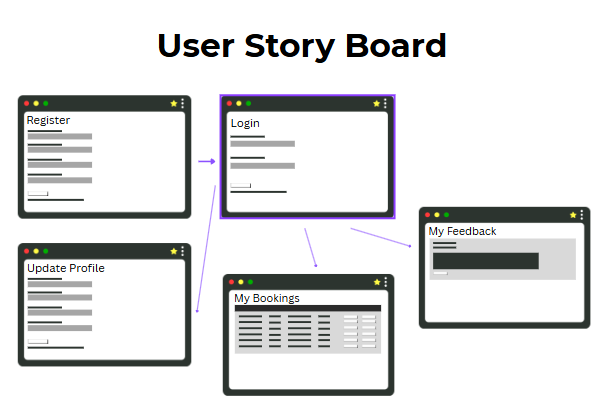 User Story Board
Register
Login
My Feedback
Update Profile
My Bookings